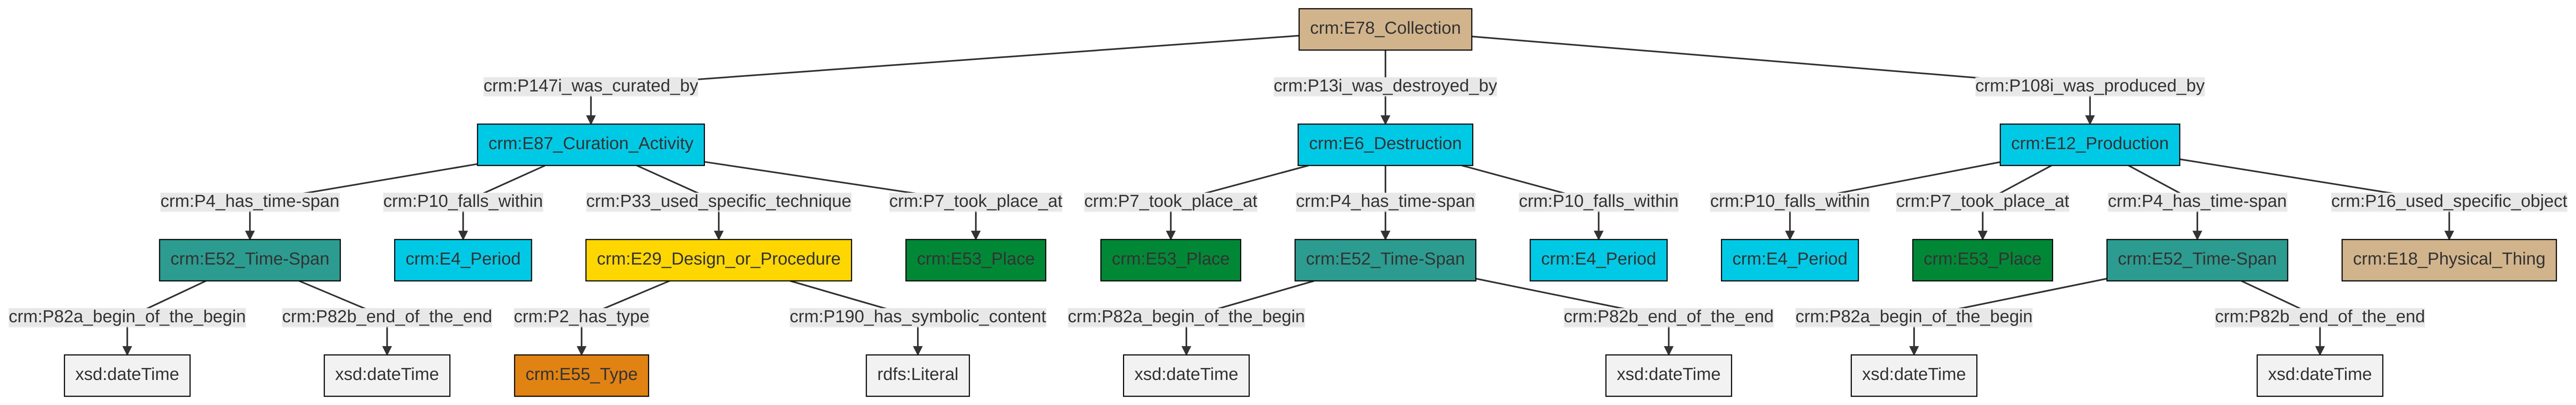 crm:E78_Collection
crm:P147i_was_curated_by
crm:P13i_was_destroyed_by
crm:P108i_was_produced_by
crm:E87_Curation_Activity
crm:E6_Destruction
crm:E12_Production
crm:P4_has_time-span
crm:P10_falls_within
crm:P33_used_specific_technique
crm:P7_took_place_at
crm:P7_took_place_at
crm:P4_has_time-span
crm:P10_falls_within
crm:P10_falls_within
crm:P7_took_place_at
crm:P4_has_time-span
crm:P16_used_specific_object
crm:E52_Time-Span
crm:E4_Period
crm:E29_Design_or_Procedure
crm:E53_Place
crm:E53_Place
crm:E52_Time-Span
crm:E4_Period
crm:E4_Period
crm:E53_Place
crm:E52_Time-Span
crm:E18_Physical_Thing
crm:P82a_begin_of_the_begin
crm:P82b_end_of_the_end
crm:P2_has_type
crm:P190_has_symbolic_content
crm:P82a_begin_of_the_begin
crm:P82b_end_of_the_end
crm:P82a_begin_of_the_begin
crm:P82b_end_of_the_end
xsd:dateTime
xsd:dateTime
crm:E55_Type
rdfs:Literal
xsd:dateTime
xsd:dateTime
xsd:dateTime
xsd:dateTime